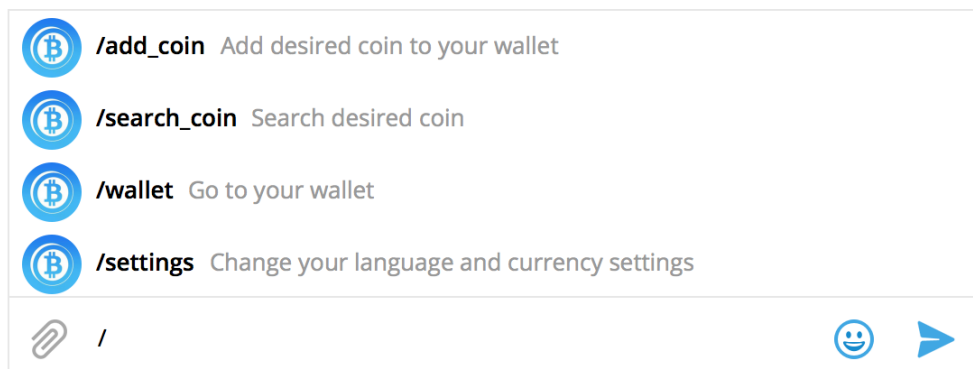 /add_coin Add desired coin to your wallet
/search_coin Search desired coin
/wallet Go to your wallet
/settings Change your language and currency settings
/